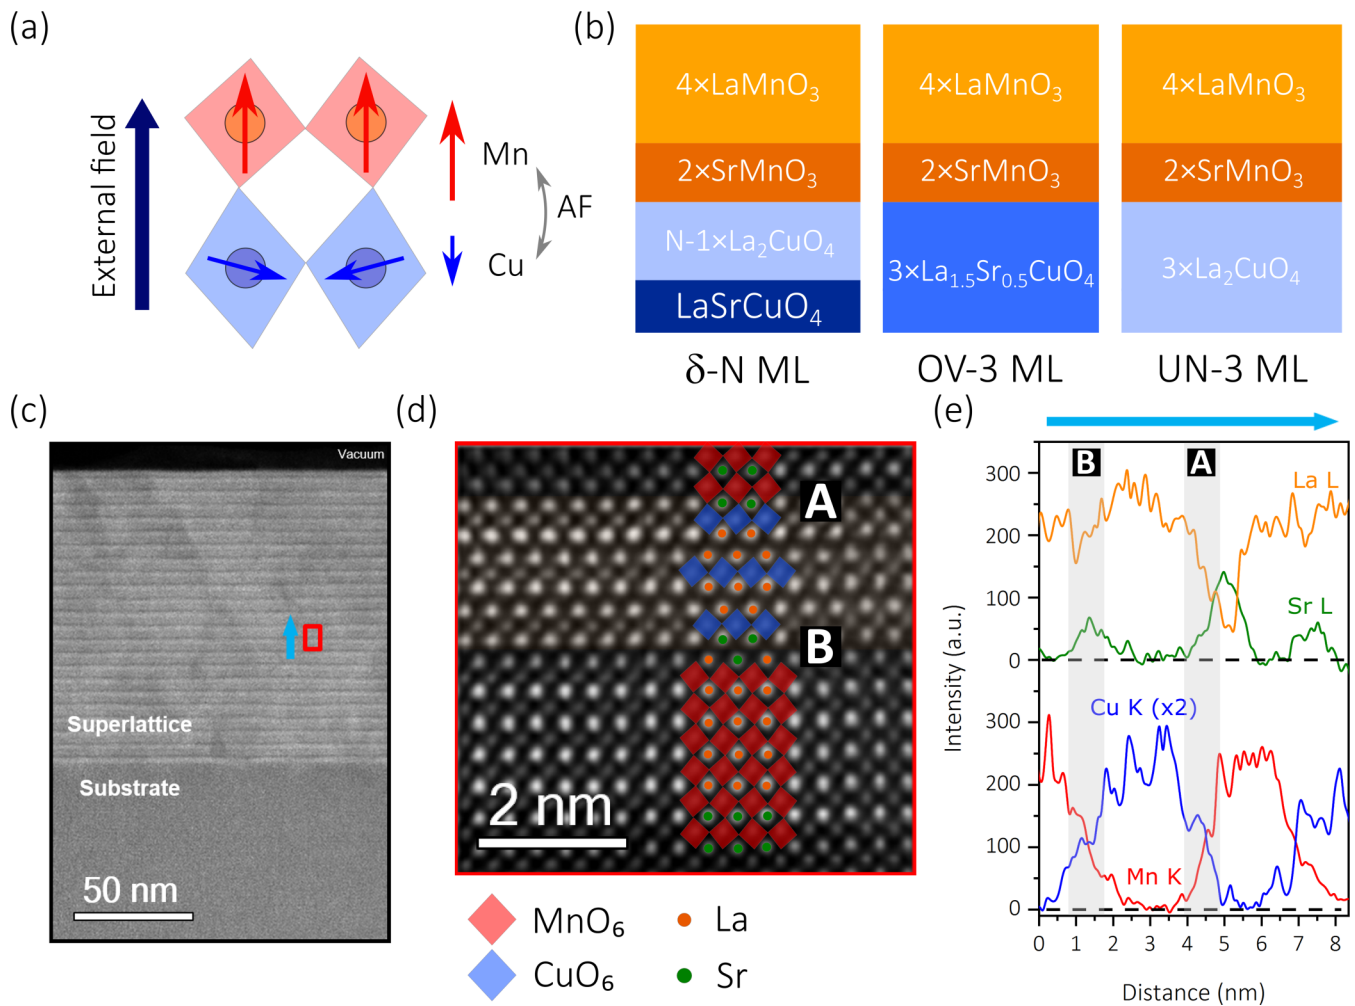 (a)
External field
Mn
AF
Cu
(b)
4×LaMnO₃
2×SrMnO₃
N-1×La₂CuO₄
LaSrCuO₄
δ-N ML
4×LaMnO₃
2×SrMnO₃
3×La₁.₅Sr₀.₅CuO₄
OV-3 ML
4×LaMnO₃
2×SrMnO₃
3×La₂CuO₄
UN-3 ML
(c)
Vacuum
Superlattice
Substrate
50 nm
(d)
A
B
2 nm
MnO₆
La
CuO₆
Sr
(e)
B
A
La L
Sr L
Cu K (x2)
Mn K
Intensity (a.u.)
300
200
100
0
300
200
100
0
0 1 2 3 4 5 6 7 8
Distance (nm)